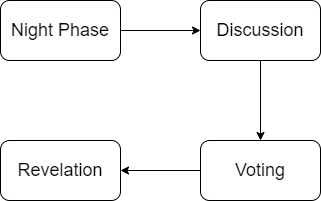 Night Phase
Discussion
Voting
Revelation